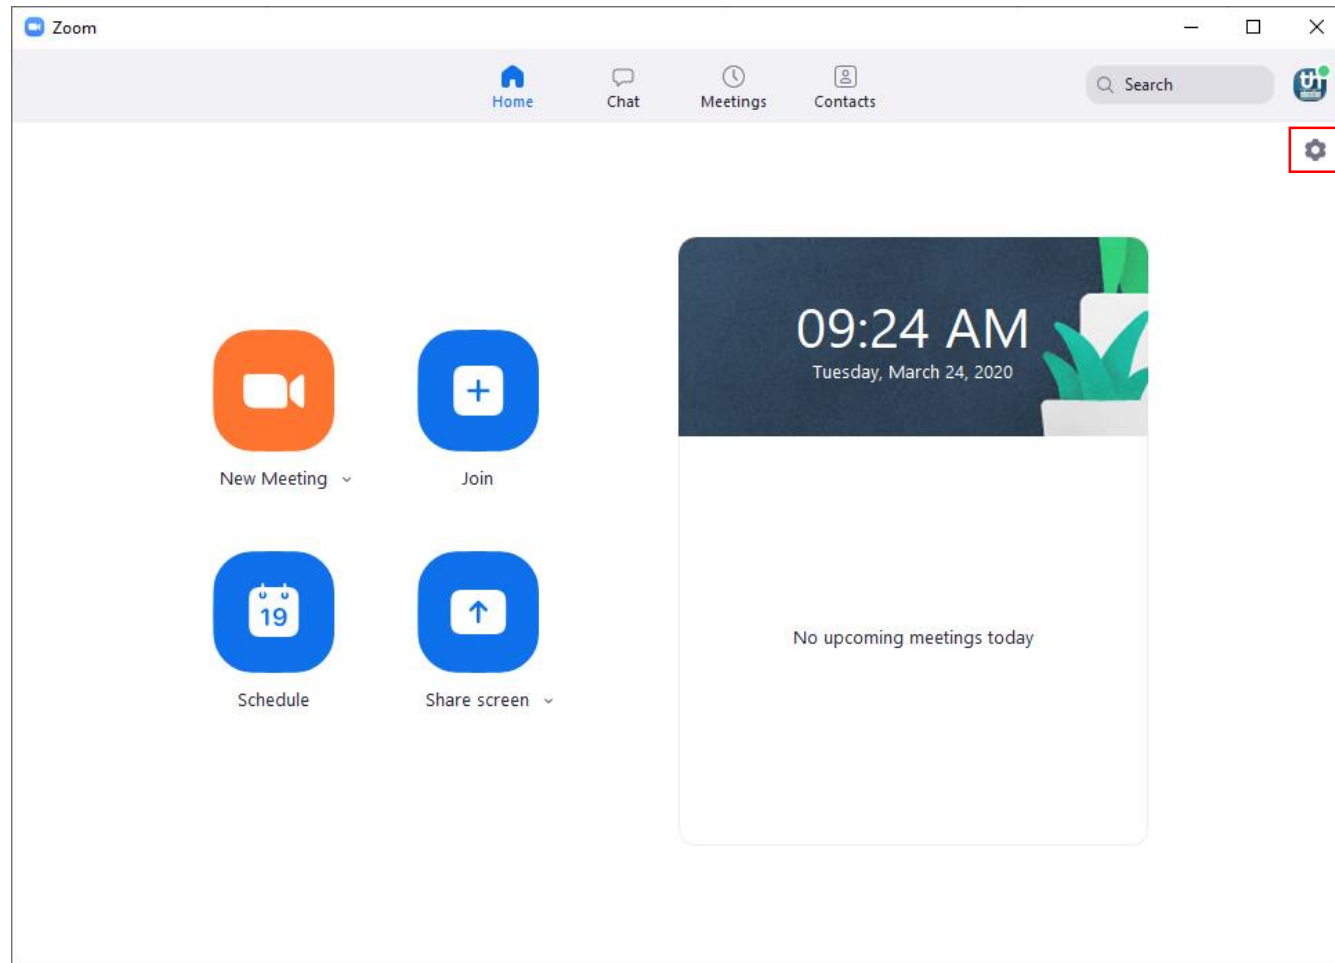 Zoom
Home
Chat
Meetings
Contacts
Search
09:24 AM
Tuesday, March 24, 2020
New Meeting
Join
19
Schedule
Share screen
No upcoming meetings today